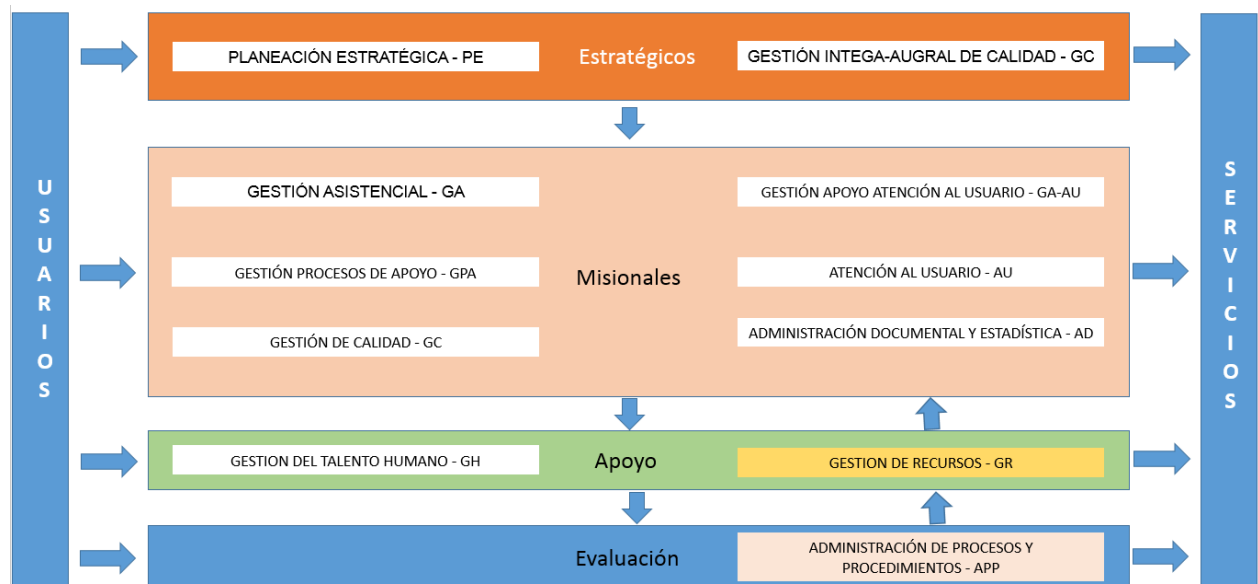 USUARIOS
PLANEACIÓN ESTRATÉGICA - PE
Estratégicos
GESTIÓN INTEGA-AUGRAL DE CALIDAD - GC
GESTIÓN ASISTENCIAL - GA
GESTIÓN APOYO ATENCIÓN AL USUARIO - GA-AU
GESTIÓN PROCESOS DE APOYO - GPA
Misionales
ATENCIÓN AL USUARIO - AU
GESTIÓN DE CALIDAD - GC
ADMINISTRACIÓN DOCUMENTAL Y ESTADÍSTICA - AD
GESTION DEL TALENTO HUMANO - GH
Apoyo
GESTION DE RECURSOS - GR
Evaluación
ADMINISTRACIÓN DE PROCESOS Y
PROCEDIMIENTOS - APP
SERVICIOS